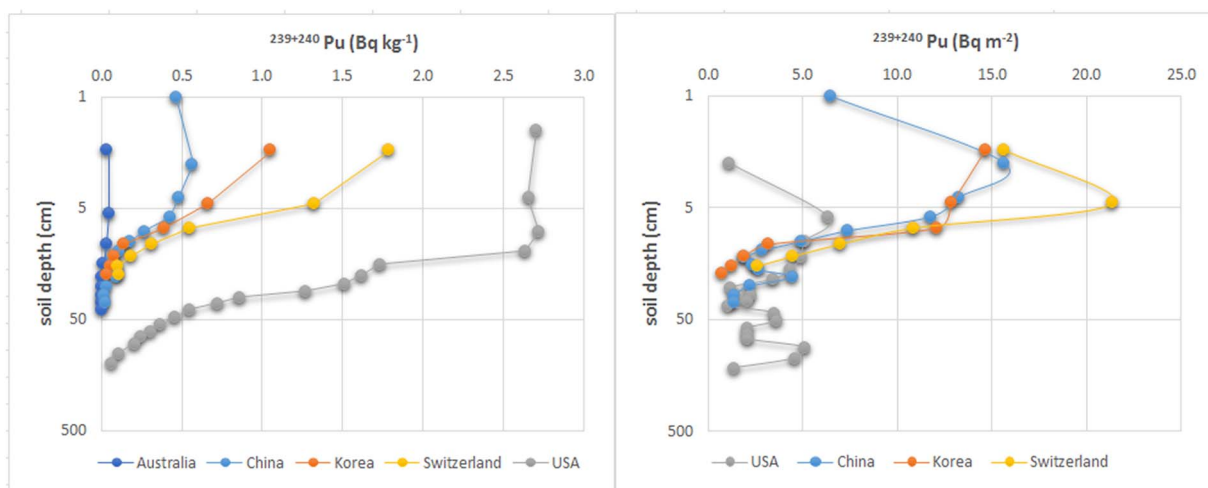 ²³⁹⁺²⁴⁰ Pu (Bq kg⁻¹)
0.0 0.5 1.0 1.5 2.0 2.5 3.0
1
5
50
500
soil depth (cm)
Australia China Korea Switzerland USA
²³⁹⁺²⁴⁰ Pu (Bq m⁻²)
0.0 5.0 10.0 15.0 20.0 25.0
1
5
50
500
soil depth (cm)
USA China Korea Switzerland